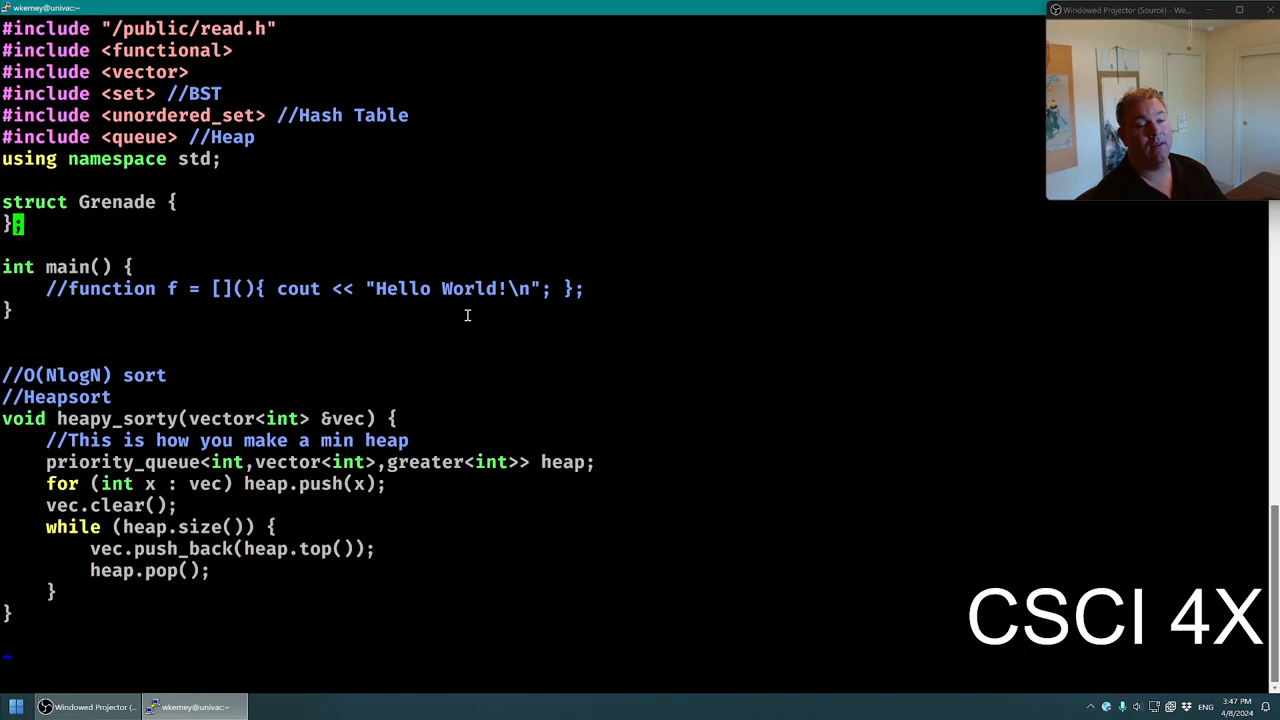 wkerney@univac:~
Windowed Projector (Source) - We...
#include "/public/read.h"
#include <functional>
#include <vector>
#include <set> //BST
#include <unordered_set> //Hash Table
#include <queue> //Heap
using namespace std;
struct Grenade {
};
int main() {
//function f = [](){ cout << "Hello World!\n"; };
}
//O(NlogN) sort
//Heapsort
void heapy_sorty(vector<int> &vec) {
//This is how you make a min heap
priority_queue<int,vector<int>,greater<int>> heap;
for (int x : vec) heap.push(x);
vec.clear();
while (heap.size()) {
vec.push_back(heap.top());
heap.pop();
}
}
~
CSCI 4X
Windowed Projector (...
wkerney@univac:~
ENG
3:47 PM
4/8/2024